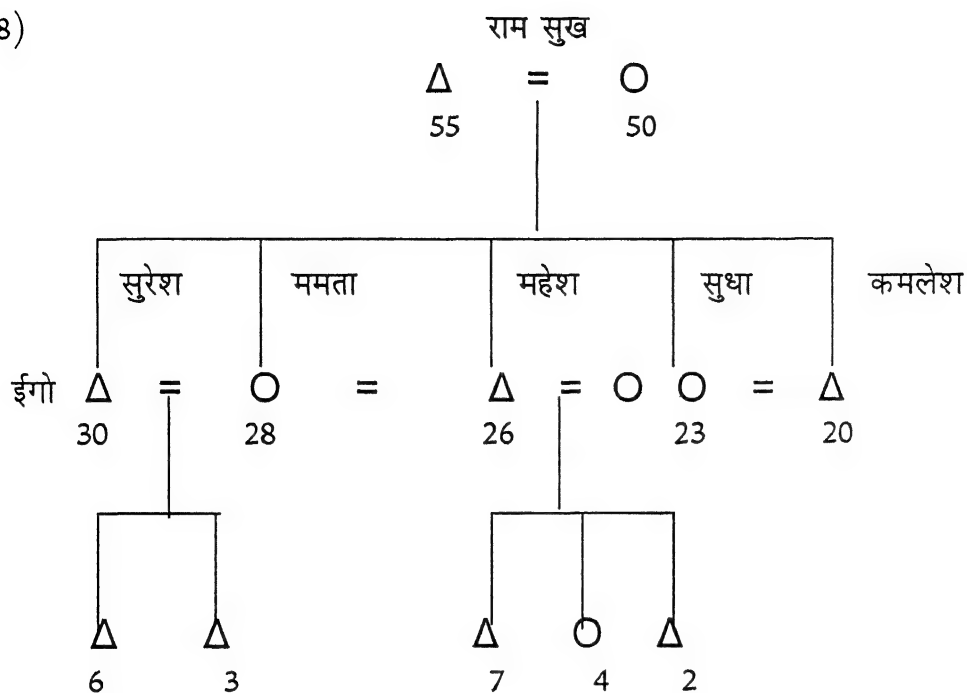 8)
राम सुख
Δ = O
55 50
सुरेश ममता महेश सुधा कमलेश
ईगो Δ = O = Δ = O O = Δ
30 28 26 23 20
Δ Δ Δ O Δ
6 3 7 4 2